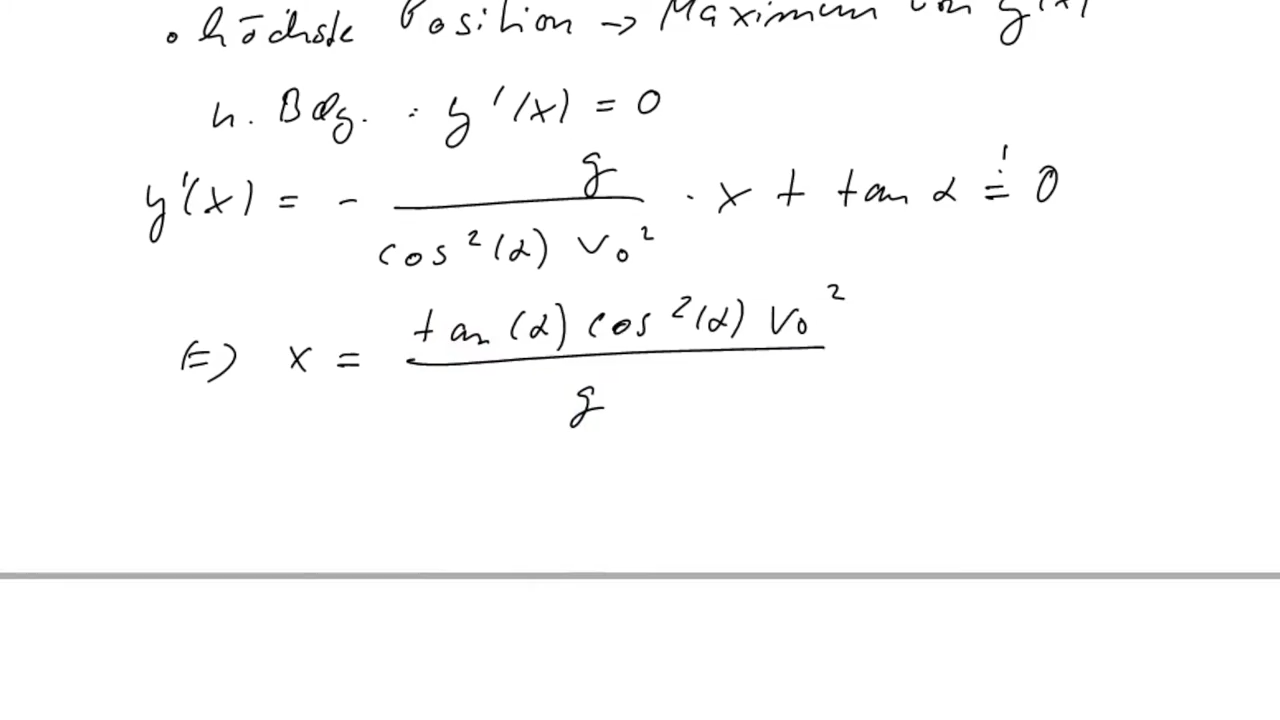 • höchste Position → Maximum von y(x)
n. Bdg. : y'(x) = 0
y'(x) = - g / (cos²(α) v₀²) · x + tan α =! 0
⇔ x = tan(α) cos²(α) v₀² / g